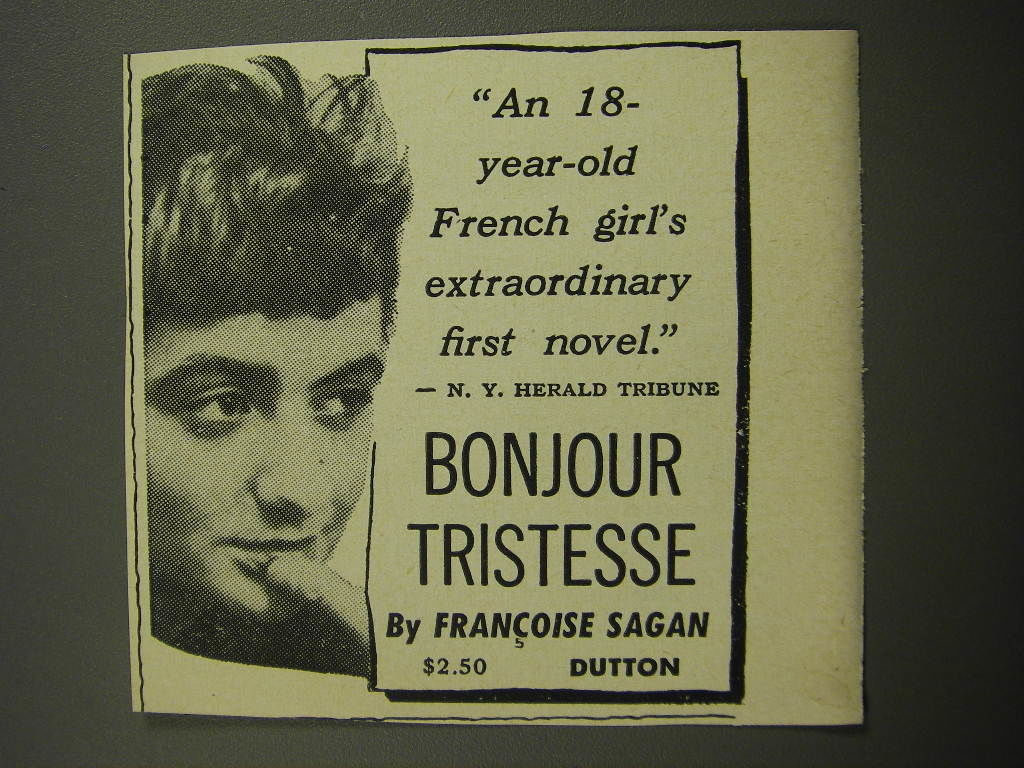 “An 18-
year-old
French girl's
extraordinary
first novel.”
— N. Y. HERALD TRIBUNE
BONJOUR
TRISTESSE
By FRANÇOISE SAGAN
$2.50 DUTTON